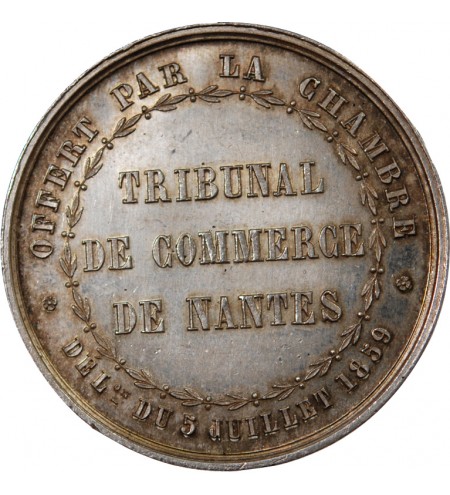 OFFERT PAR LA CHAMBRE
TRIBUNAL
DE COMMERCE
DE NANTES
DEL.on DU 5 JUILLET 1859